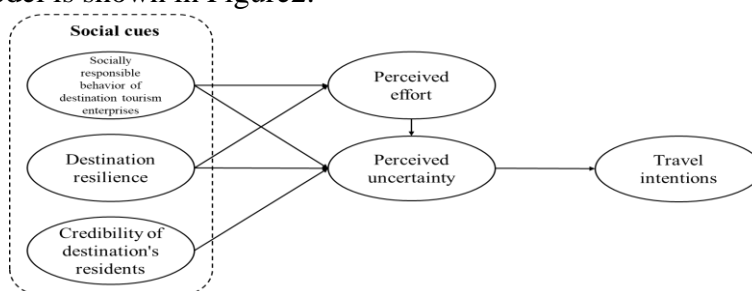 odel is shown in Figure2.
Social cues
Socially
responsible
behavior of
destination tourism
enterprises
Perceived
effort
Destination
resilience
Perceived
uncertainty
Travel
intentions
Credibility of
destination's
residents